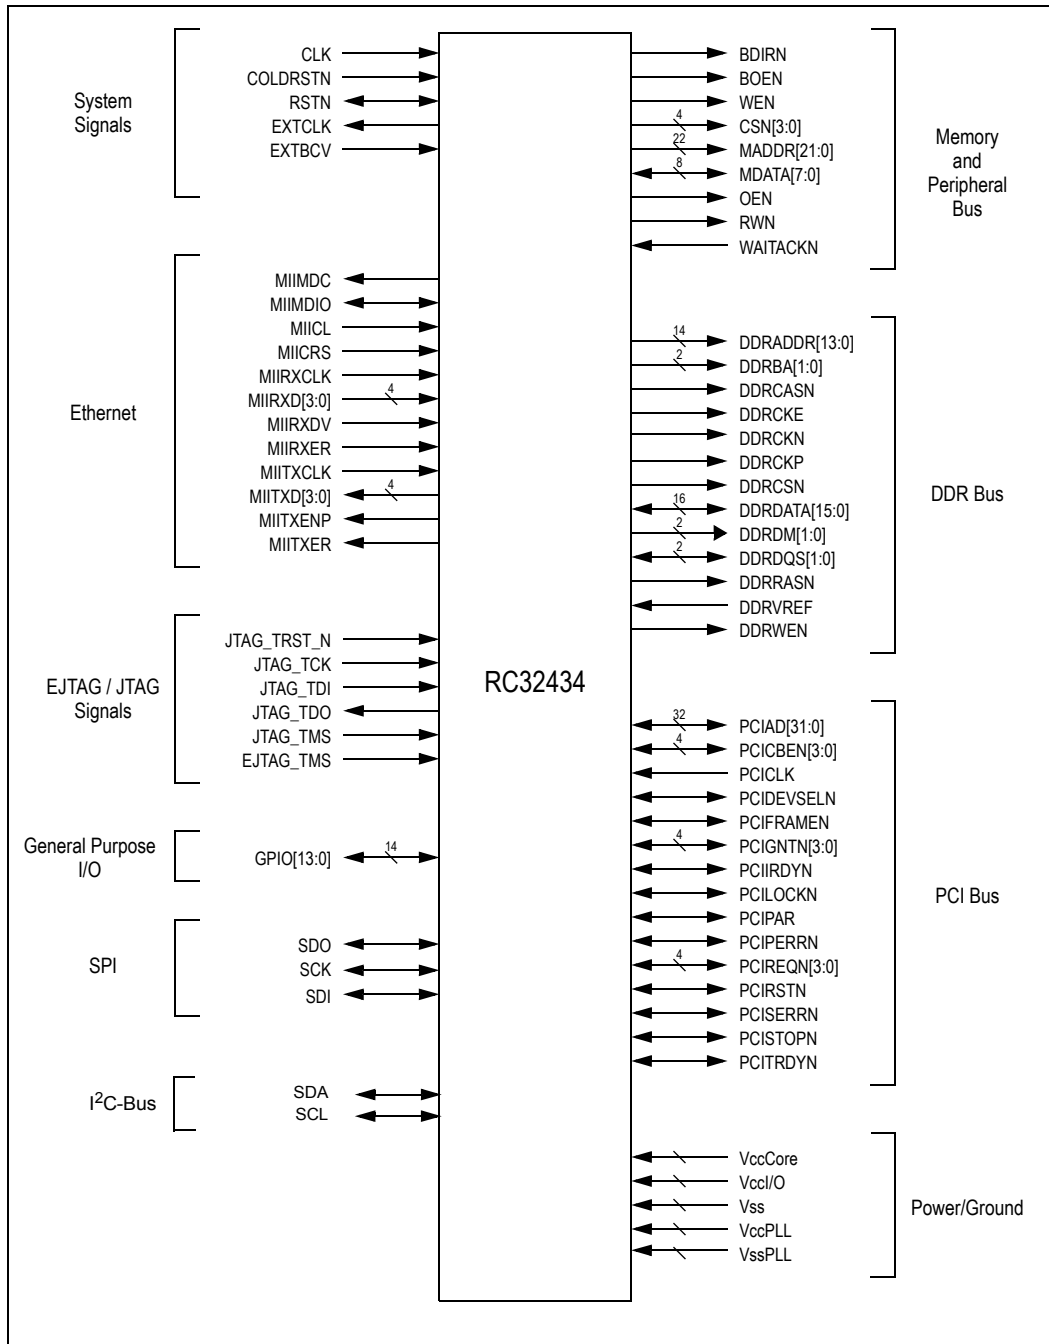 System
Signals
CLK
COLDRSTN
RSTN
EXTCLK
EXTBCV
Ethernet
MIIMDC
MIIMDIO
MIICL
MIICRS
MIIRXCLK
MIIRXD[3:0] 4
MIIRXDV
MIIRXER
MIITXCLK
MIITXD[3:0] 4
MIITXENP
MIITXER
EJTAG / JTAG
Signals
JTAG_TRST_N
JTAG_TCK
JTAG_TDI
JTAG_TDO
JTAG_TMS
EJTAG_TMS
General Purpose
I/O
GPIO[13:0] 14
SPI
SDO
SCK
SDI
I2C-Bus
SDA
SCL
RC32434
BDIRN
BOEN
WEN
4 CSN[3:0]
22 MADDR[21:0]
8 MDATA[7:0]
OEN
RWN
WAITACKN
Memory
and
Peripheral
Bus
14 DDRADDR[13:0]
2 DDRBA[1:0]
DDRCASN
DDRCKE
DDRCKN
DDRCKP
DDRCSN
16 DDRDATA[15:0]
2 DDRDM[1:0]
2 DDRDQS[1:0]
DDRRASN
DDRVREF
DDRWEN
DDR Bus
32 PCIAD[31:0]
4 PCICBEN[3:0]
PCICLK
PCIDEVSELN
PCIFRAMEN
4 PCIGNTN[3:0]
PCIIRDYN
PCILOCKN
PCIPAR
PCIPERRN
4 PCIREQN[3:0]
PCIRSTN
PCISERRN
PCISTOPN
PCITRDYN
PCI Bus
VccCore
VccI/O
Vss
VccPLL
VssPLL
Power/Ground